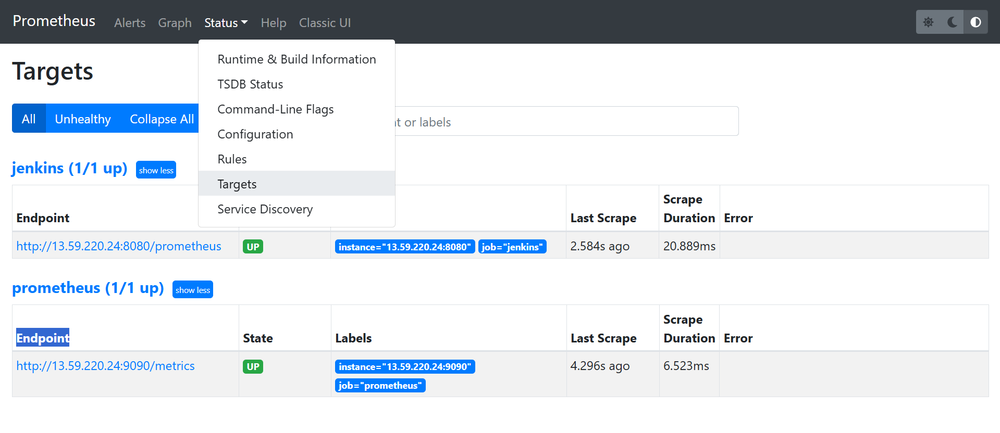 Prometheus Alerts Graph Status Help Classic UI
Runtime & Build Information
TSDB Status
Command-Line Flags
Configuration
Rules
Targets
Service Discovery
Targets
All Unhealthy Collapse All
or labels
jenkins (1/1 up) show less
Endpoint Last Scrape Scrape Duration Error
http://13.59.220.24:8080/prometheus UP instance="13.59.220.24:8080" job="jenkins" 2.584s ago 20.889ms
prometheus (1/1 up) show less
Endpoint State Labels Last Scrape Scrape Duration Error
http://13.59.220.24:9090/metrics UP instance="13.59.220.24:9090" 4.296s ago 6.523ms
job="prometheus"